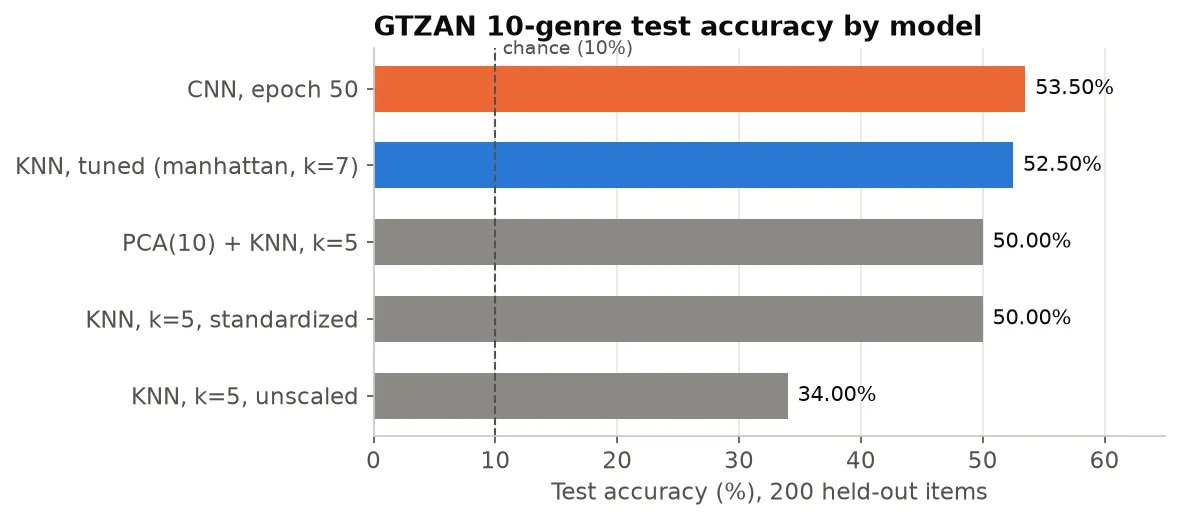 GTZAN 10-genre test accuracy by model
chance (10%)
CNN, epoch 50
53.50%
KNN, tuned (manhattan, k=7)
52.50%
PCA(10) + KNN, k=5
50.00%
KNN, k=5, standardized
50.00%
KNN, k=5, unscaled
34.00%
0 10 20 30 40 50 60
Test accuracy (%), 200 held-out items